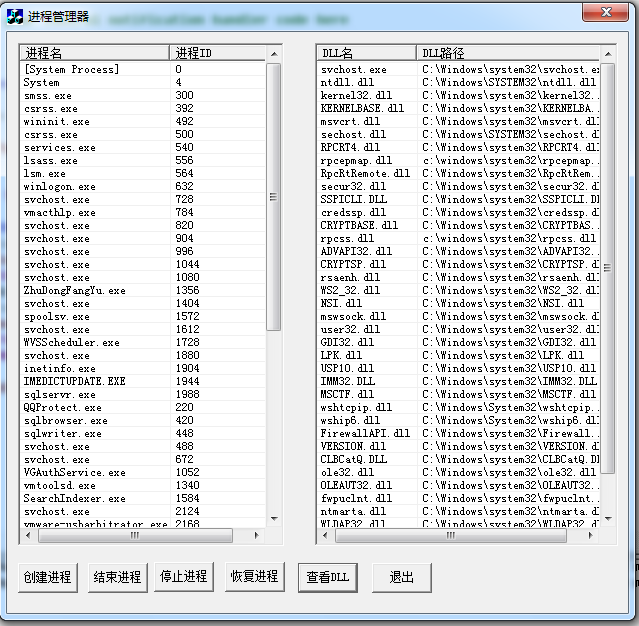 进程管理器
进程名 进程ID
[System Process] 0
System 4
smss.exe 300
csrss.exe 392
wininit.exe 492
csrss.exe 500
services.exe 540
lsass.exe 556
lsm.exe 564
winlogon.exe 632
svchost.exe 728
vmacthlp.exe 784
svchost.exe 820
svchost.exe 904
svchost.exe 996
svchost.exe 1044
svchost.exe 1080
ZhuDongFangYu.exe 1356
svchost.exe 1404
spoolsv.exe 1572
svchost.exe 1612
WVSScheduler.exe 1728
svchost.exe 1880
inetinfo.exe 1904
IMEDICTUPDATE.EXE 1944
sqlservr.exe 1988
QQProtect.exe 220
sqlbrowser.exe 420
sqlwriter.exe 448
svchost.exe 488
svchost.exe 672
VGAuthService.exe 1052
vmtoolsd.exe 1340
SearchIndexer.exe 1584
svchost.exe 2124
vmware-usbarbitrator.exe 2168
DLL名 DLL路径
svchost.exe C:\Windows\system32\svchost.ex
ntdll.dll C:\Windows\SYSTEM32\ntdll.dll
kernel32.dll C:\Windows\system32\kernel32...
KERNELBASE.dll C:\Windows\system32\KERNELBA...
msvcrt.dll C:\Windows\system32\msvcrt.dl
sechost.dll C:\Windows\SYSTEM32\sechost.dl
RPCRT4.dll C:\Windows\system32\RPCRT4.dl
rpcepmap.dll c:\windows\system32\rpcepmap...
RpcRtRemote.dll C:\Windows\system32\RpcRtRem...
secur32.dll C:\Windows\system32\secur32.dl
SSPICLI.DLL C:\Windows\system32\SSPICLI.DL
credssp.dll C:\Windows\system32\credssp.dl
CRYPTBASE.dll C:\Windows\system32\CRYPTBAS...
rpcss.dll c:\windows\system32\rpcss.dll
ADVAPI32.dll C:\Windows\system32\ADVAPI32...
CRYPTSP.dll C:\Windows\system32\CRYPTSP.dl
rsaenh.dll C:\Windows\system32\rsaenh.dl
WS2_32.dll C:\Windows\system32\WS2_32.dl
NSI.dll C:\Windows\system32\NSI.dll
mswsock.dll C:\Windows\system32\mswsock.dl
user32.dll C:\Windows\system32\user32.dl
GDI32.dll C:\Windows\system32\GDI32.dll
LPK.dll C:\Windows\system32\LPK.dll
USP10.dll C:\Windows\system32\USP10.dll
IMM32.DLL C:\Windows\system32\IMM32.DLL
MSCTF.dll C:\Windows\system32\MSCTF.dll
wshtcpip.dll C:\Windows\System32\wshtcpip...
wship6.dll C:\Windows\System32\wship6.dl
FirewallAPI.dll C:\Windows\system32\Firewall...
VERSION.dll C:\Windows\system32\VERSION.dl
CLBCatQ.DLL C:\Windows\system32\CLBCatQ.DL
ole32.dll C:\Windows\system32\ole32.dll
OLEAUT32.dll C:\Windows\system32\OLEAUT32...
fwpuclnt.dll C:\Windows\system32\fwpuclnt...
ntmarta.dll C:\Windows\system32\ntmarta.dl
WLDAP32.dll C:\Windows\system32\WLDAP32.dl
创建进程 结束进程 停止进程 恢复进程 查看DLL 退出